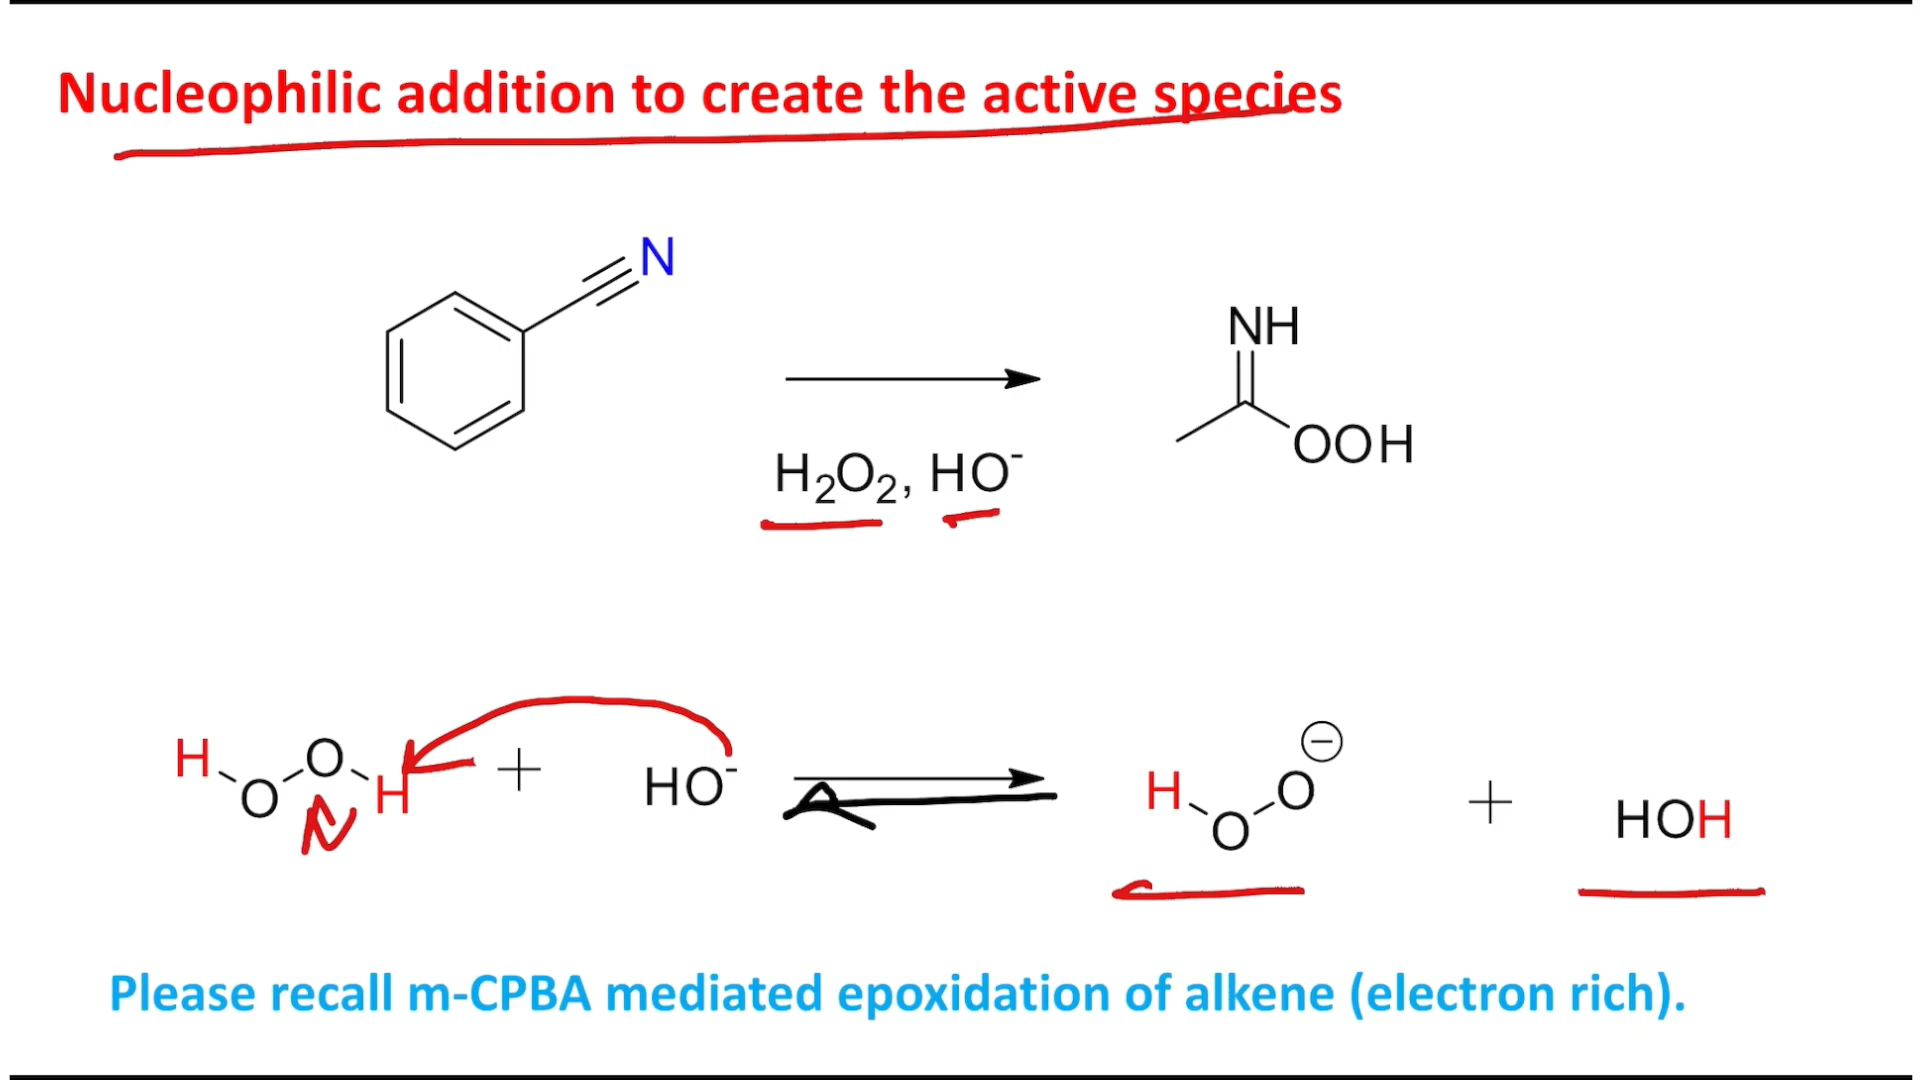 Nucleophilic addition to create the active species
N
NH
OOH
H₂O₂, HO⁻
H O O H + HO⁻ H O O ⊖ + HOH
N
Please recall m-CPBA mediated epoxidation of alkene (electron rich).